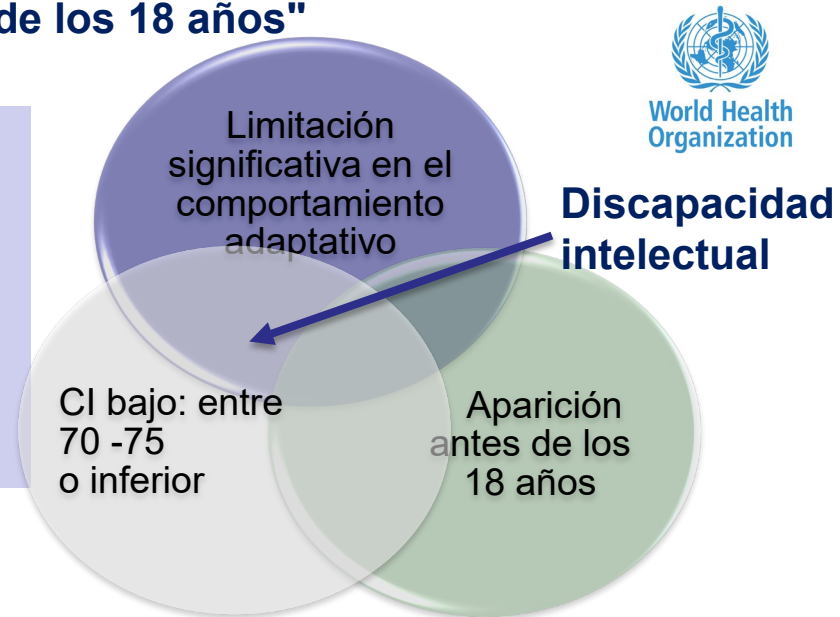 de los 18 años"
World Health
Organization
Limitación
significativa en el
comportamiento
adaptativo
Discapacidad
intelectual
CI bajo: entre
70 -75
o inferior
Aparición
antes de los
18 años